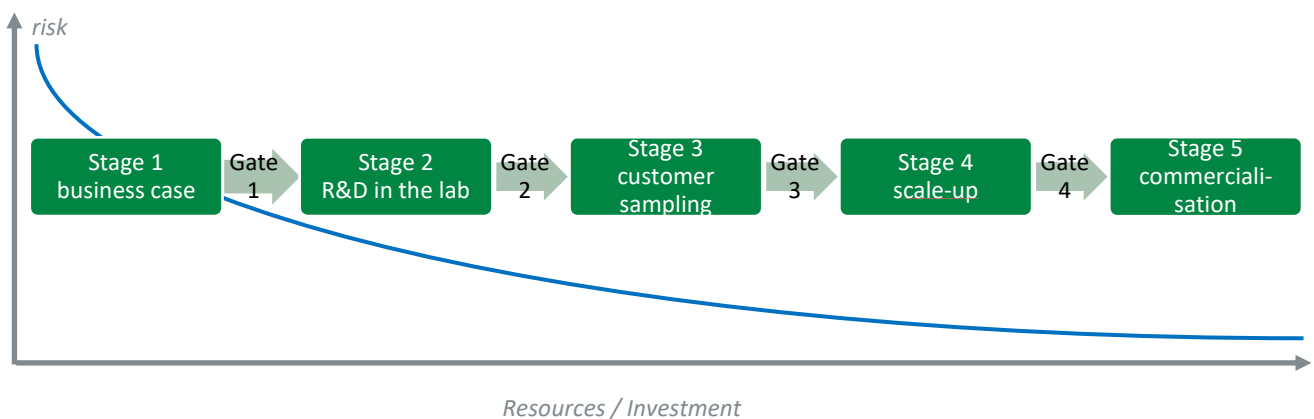 risk
Stage 1
business case
Gate
1
Stage 2
R&D in the lab
Gate
2
Stage 3
customer
sampling
Gate
3
Stage 4
scale-up
Gate
4
Stage 5
commerciali-
sation
Resources / Investment